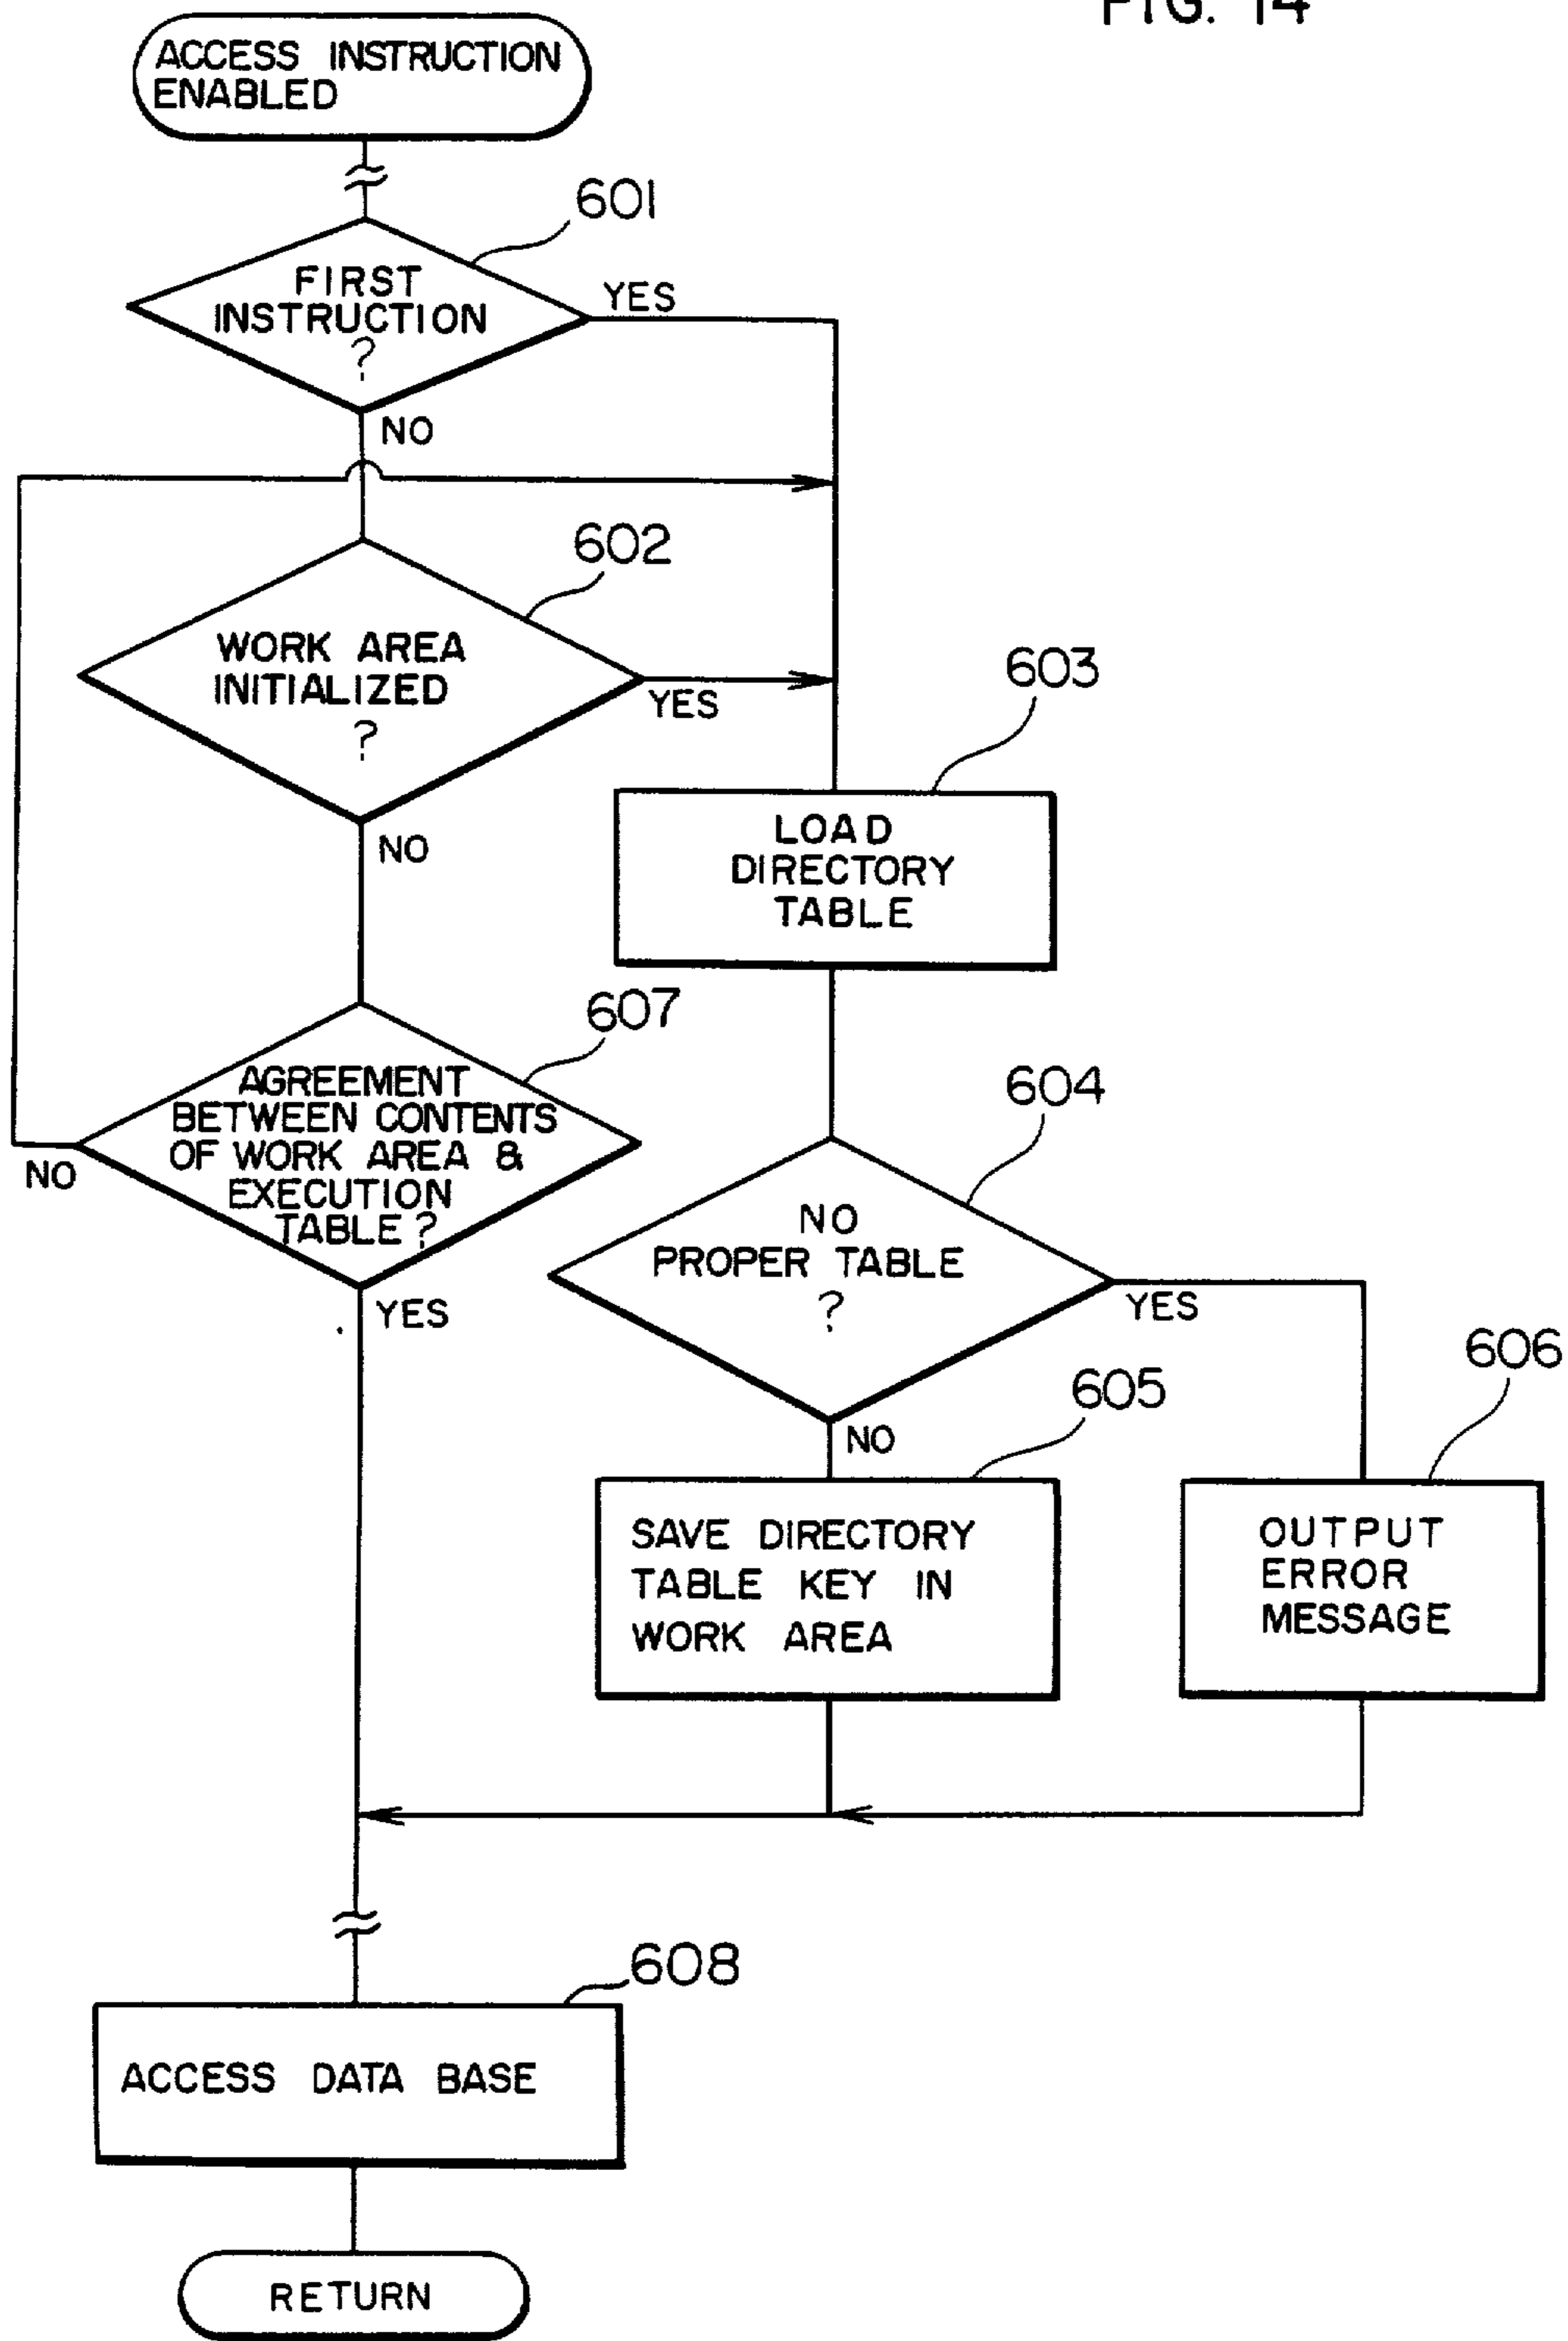 FIG. 14
ACCESS INSTRUCTION
ENABLED
601
FIRST
INSTRUCTION
?
YES
NO
602
WORK AREA
INITIALIZED
?
YES
NO
603
LOAD
DIRECTORY
TABLE
607
AGREEMENT
BETWEEN CONTENTS
OF WORK AREA &
EXECUTION
TABLE?
NO
YES
604
NO
PROPER TABLE
?
YES
NO
605
SAVE DIRECTORY
TABLE KEY IN
WORK AREA
606
OUTPUT
ERROR
MESSAGE
608
ACCESS DATA BASE
RETURN